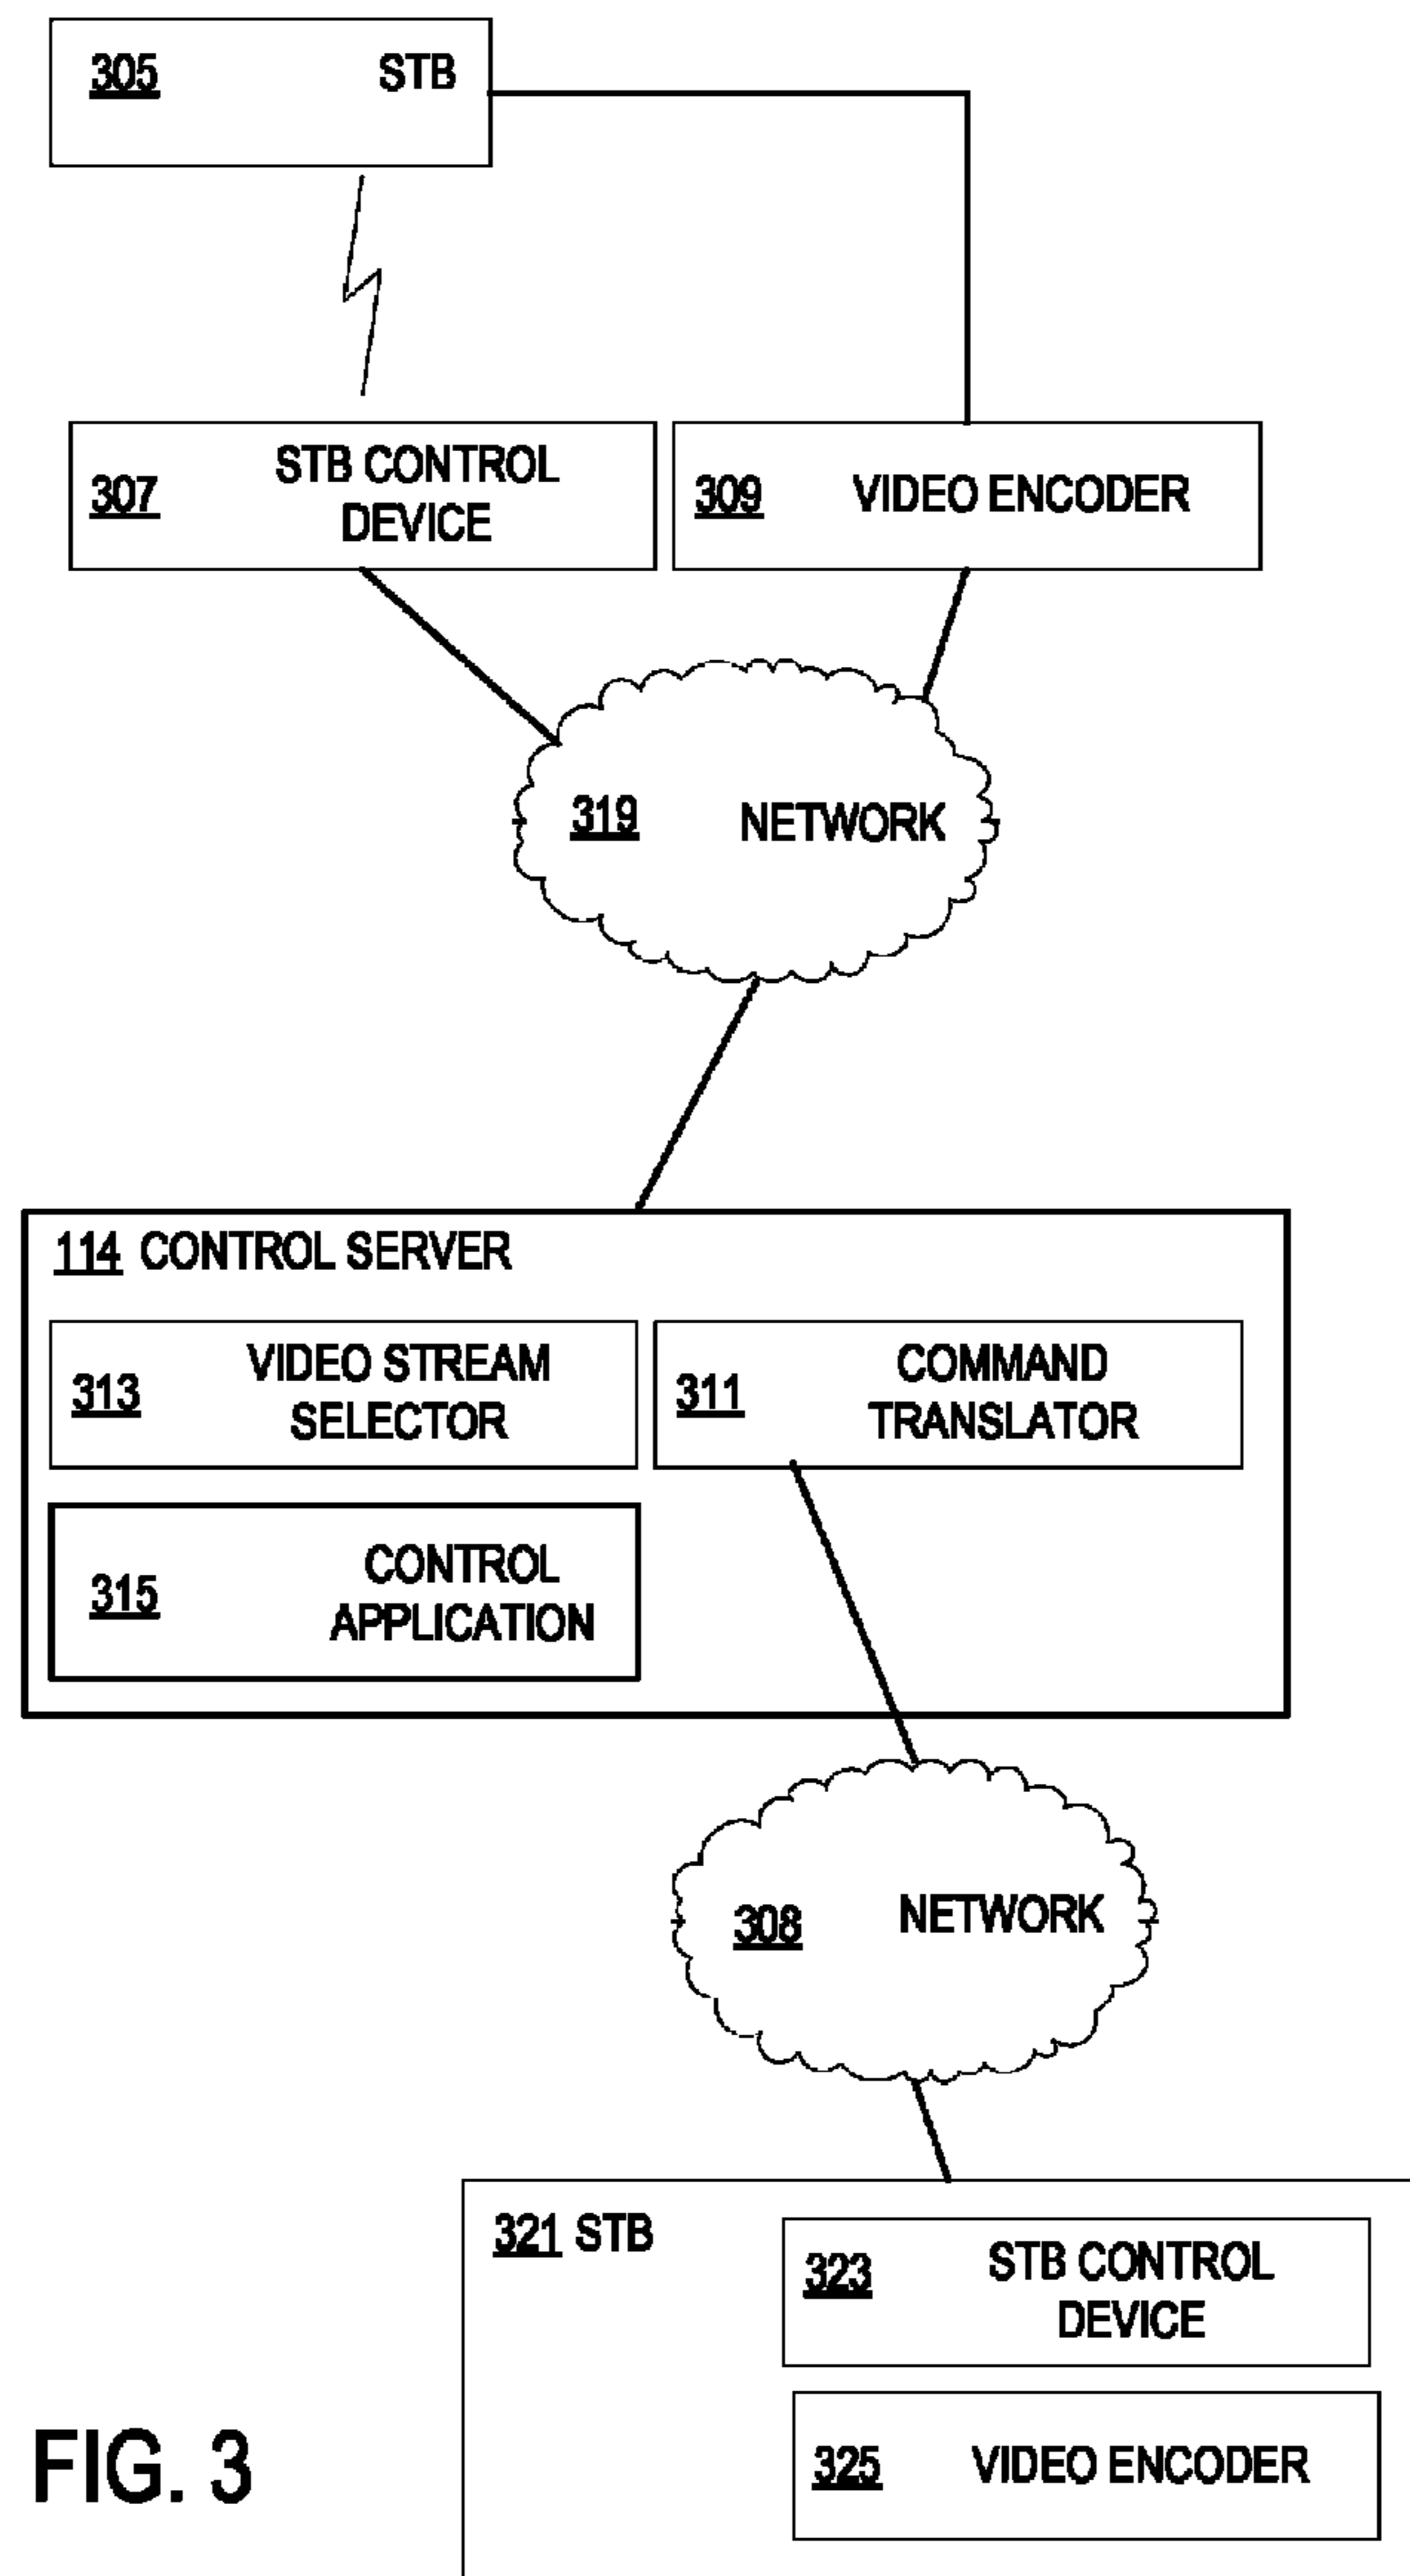 305 STB
307 STB CONTROL
DEVICE
309 VIDEO ENCODER
319 NETWORK
114 CONTROL SERVER
313 VIDEO STREAM
SELECTOR
311 COMMAND
TRANSLATOR
315 CONTROL
APPLICATION
308 NETWORK
321 STB
323 STB CONTROL
DEVICE
325 VIDEO ENCODER
FIG. 3